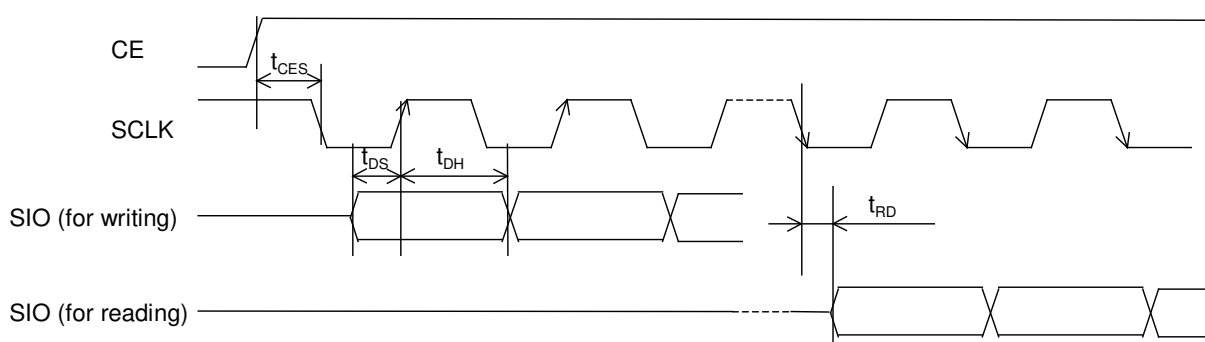 CE
tCES
SCLK
tDS
tDH
SIO (for writing)
tRD
SIO (for reading)